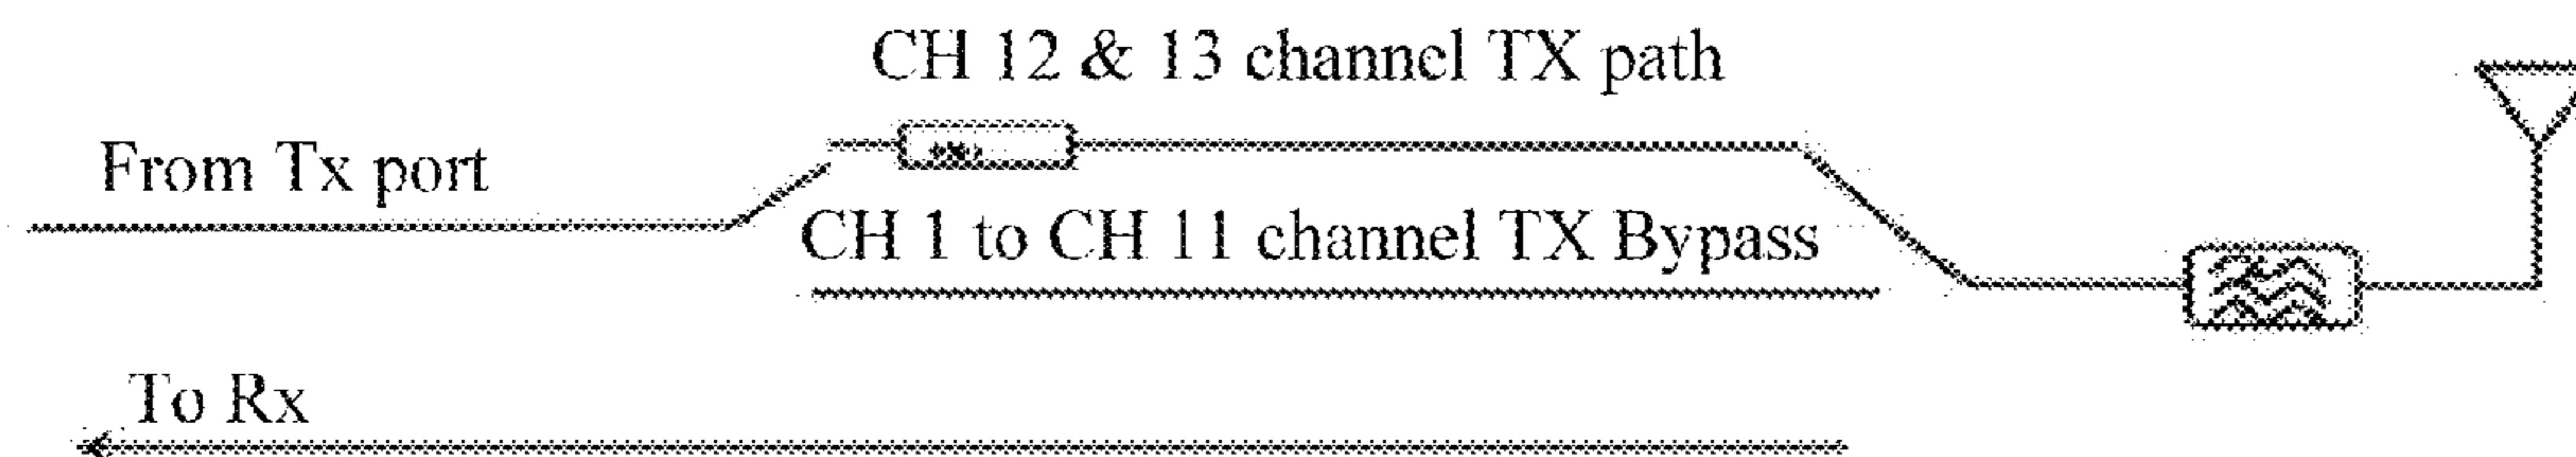 CH 12 & 13 channel TX path
From Tx port
CH 1 to CH 11 channel TX Bypass
To Rx